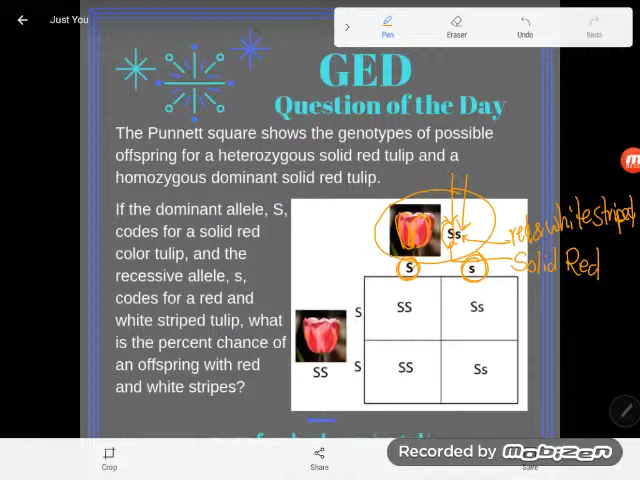 Just You
Pen
Eraser
Undo
Redo
GED
Question of the Day
The Punnett square shows the genotypes of possible
offspring for a heterozygous solid red tulip and a
homozygous dominant solid red tulip.
If the dominant allele, S,
codes for a solid red
color tulip, and the
recessive allele, s,
codes for a red and
white striped tulip, what
is the percent chance of
an offspring with red
and white stripes?
Ss
red & white striped
Solid Red
S s
S SS Ss
SS
S SS Ss
Recorded by mobizen
Crop
Share
Save